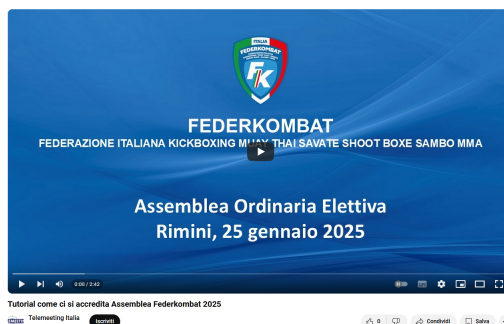 ITALIA
FEDERKOMBAT
FK
FEDERKOMBAT
FEDERAZIONE ITALIANA KICKBOXING MUAY THAI SAVATE SHOOT BOXE SAMBO MMA
Assemblea Ordinaria Elettiva
Rimini, 25 gennaio 2025
0:00 / 2:42
Tutorial come ci si accredita Assemblea Federkombat 2025
Telemeeting Italia
Iscriviti
0
Condividi
Salva